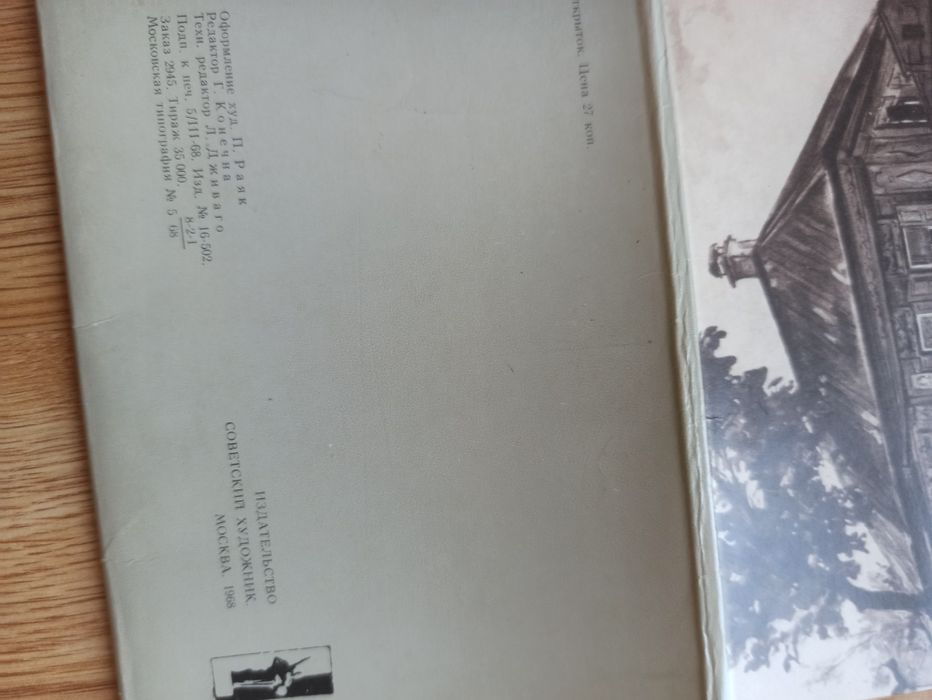 открыток. Цена 27 коп.
Оформление худ. П. Раяк
Редактор Г. Конечна
Техн. редактор Л. Дживаго
Подп. к печ. 5/III-68. Изд. № 16-502.
8-2-1
Заказ 2945. Тираж 35 000.
68
Московская типография № 5
ИЗДАТЕЛЬСТВО
СОВЕТСКИЙ ХУДОЖНИК.
МОСКВА. 1968